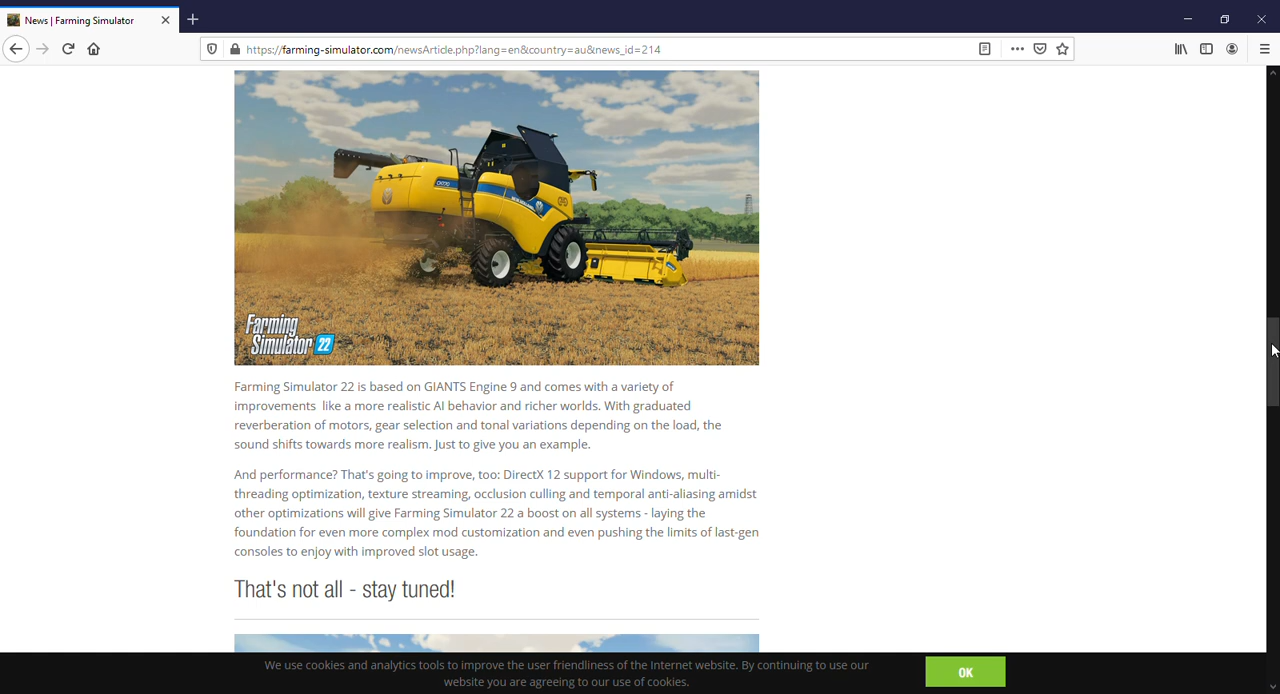 News | Farming Simulator
https://farming-simulator.com/newsArticle.php?lang=en&country=au&news_id=214
NEW HOLLAND
Farming
Simulator 22
Farming Simulator 22 is based on GIANTS Engine 9 and comes with a variety of
improvements like a more realistic AI behavior and richer worlds. With graduated
reverberation of motors, gear selection and tonal variations depending on the load, the
sound shifts towards more realism. Just to give you an example.
And performance? That's going to improve, too: DirectX 12 support for Windows, multi-
threading optimization, texture streaming, occlusion culling and temporal anti-aliasing amidst
other optimizations will give Farming Simulator 22 a boost on all systems - laying the
foundation for even more complex mod customization and even pushing the limits of last-gen
consoles to enjoy with improved slot usage.
That's not all - stay tuned!
We use cookies and analytics tools to improve the user friendliness of the Internet website. By continuing to use our
website you are agreeing to our use of cookies.
OK